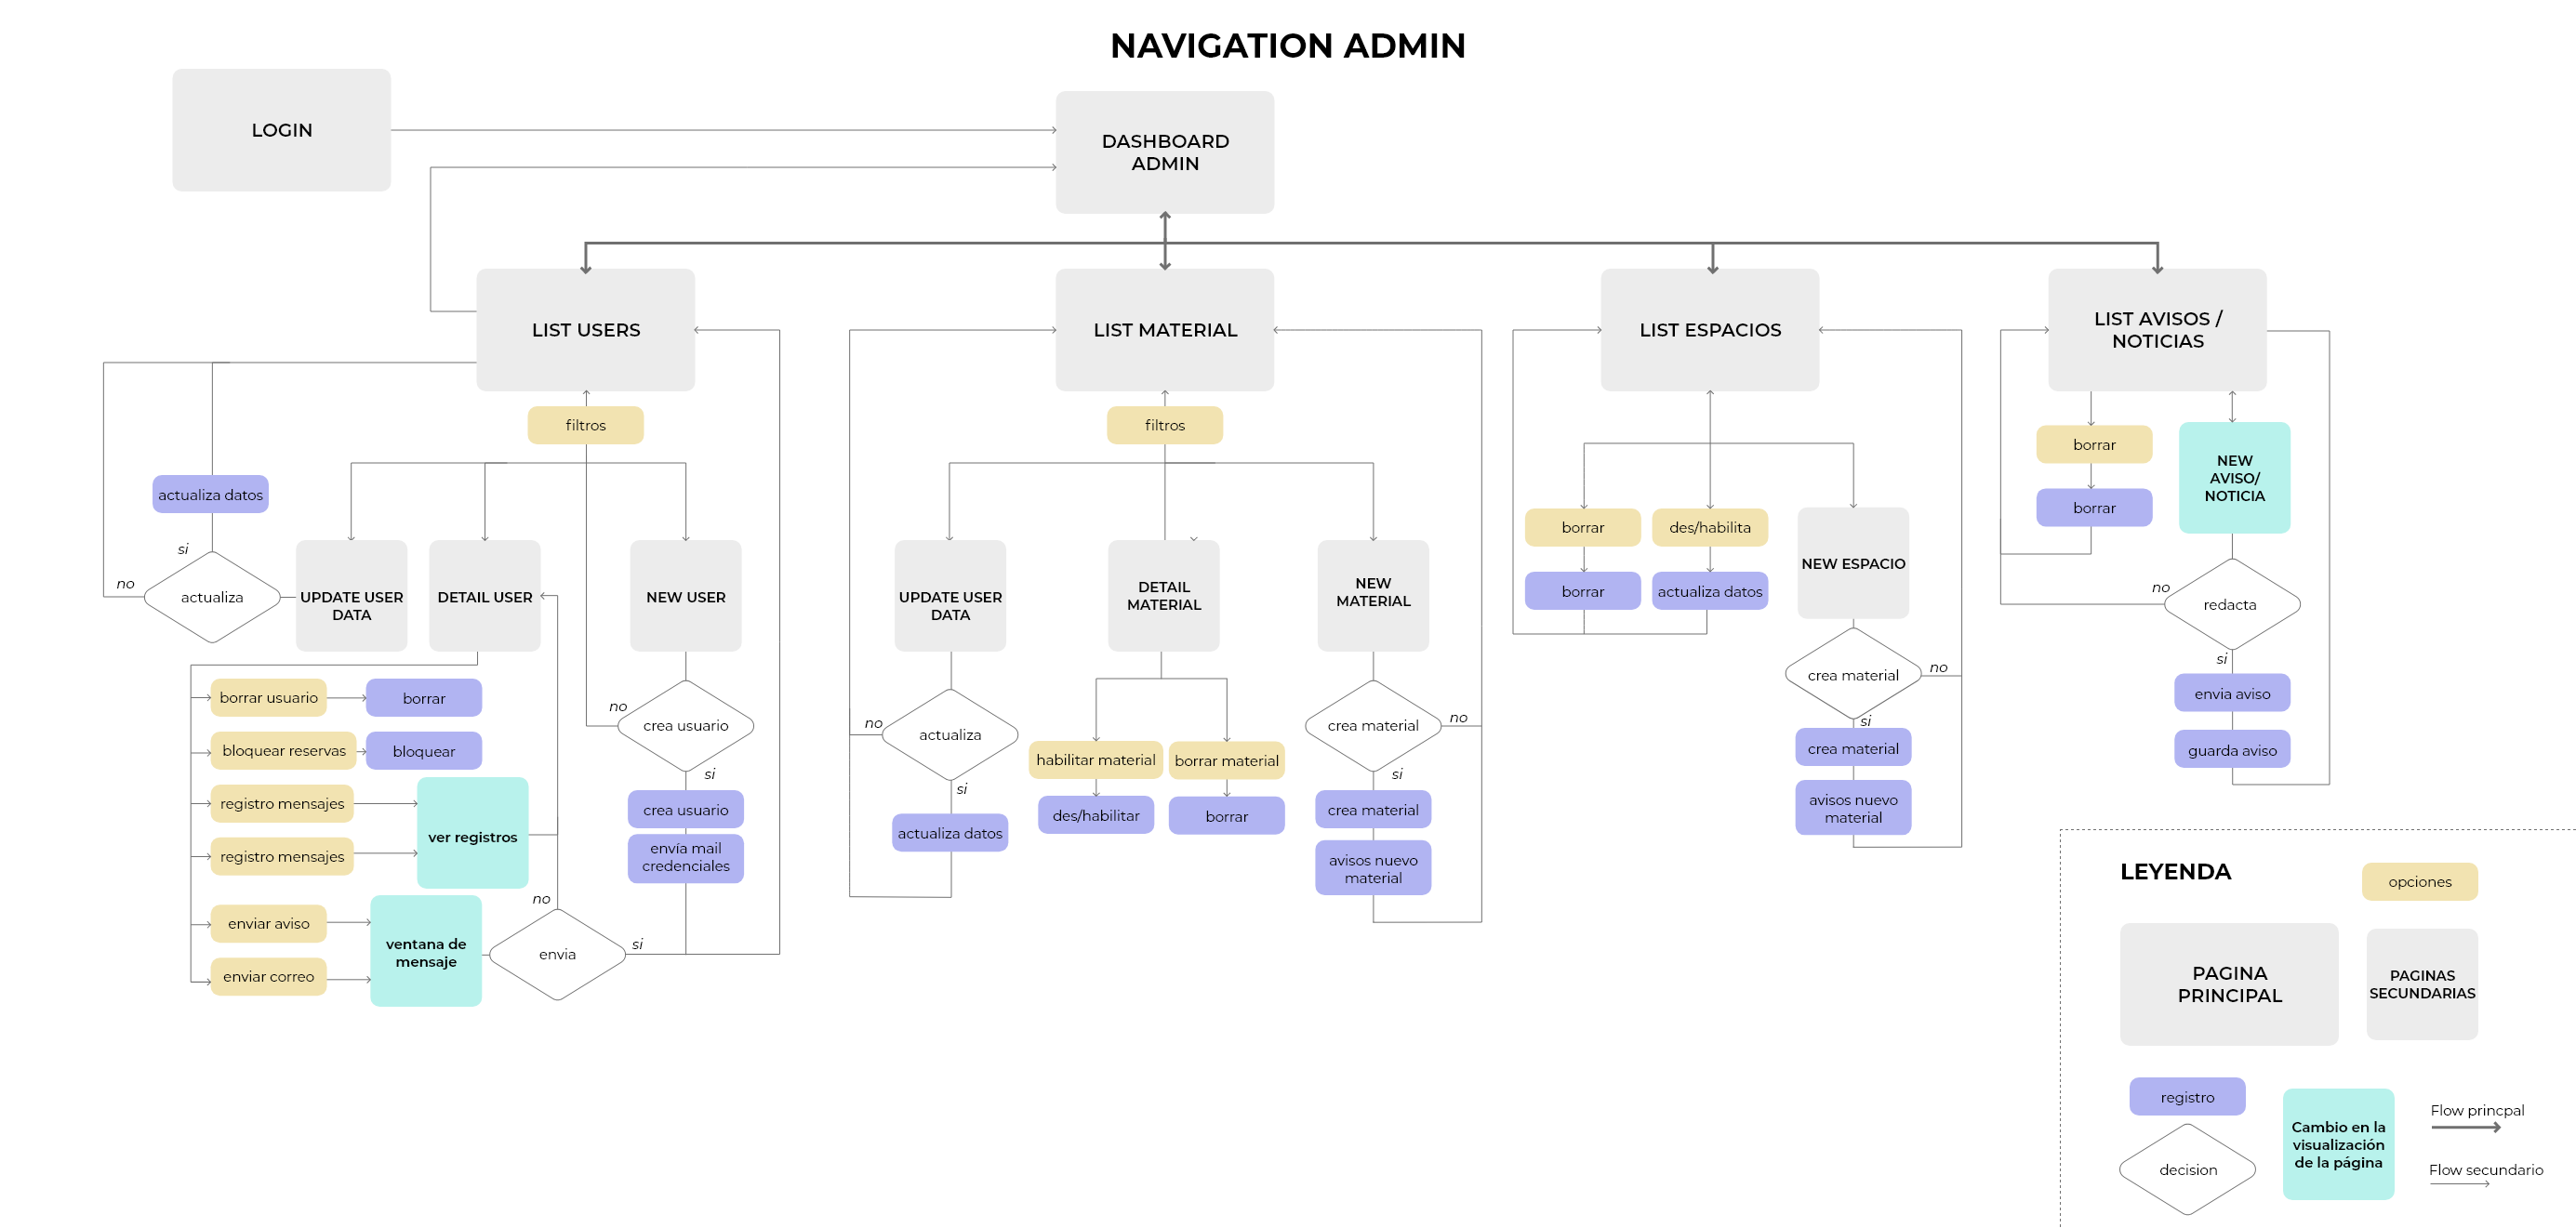 NAVIGATION ADMIN
LOGIN
DASHBOARD
ADMIN
LIST USERS
LIST MATERIAL
LIST ESPACIOS
LIST AVISOS /
NOTICIAS
filtros
actualiza datos
si
no
actualiza
UPDATE USER
DATA
DETAIL USER
NEW USER
borrar usuario
borrar
bloquear reservas
bloquear
registro mensajes
registro mensajes
ver registros
enviar aviso
enviar correo
ventana de
mensaje
no
envia
si
no
crea usuario
si
crea usuario
envía mail
credenciales
filtros
UPDATE USER
DATA
DETAIL
MATERIAL
NEW
MATERIAL
no
actualiza
si
actualiza datos
habilitar material
borrar material
des/habilitar
borrar
crea material
no
si
crea material
avisos nuevo
material
borrar
des/habilita
borrar
actualiza datos
NEW ESPACIO
crea material
no
si
crea material
avisos nuevo
material
borrar
borrar
NEW
AVISO/
NOTICIA
no
redacta
si
envia aviso
guarda aviso
LEYENDA
opciones
PAGINA
PRINCIPAL
PAGINAS
SECUNDARIAS
registro
decision
Cambio en la
visualización
de la página
Flow princpal
Flow secundario